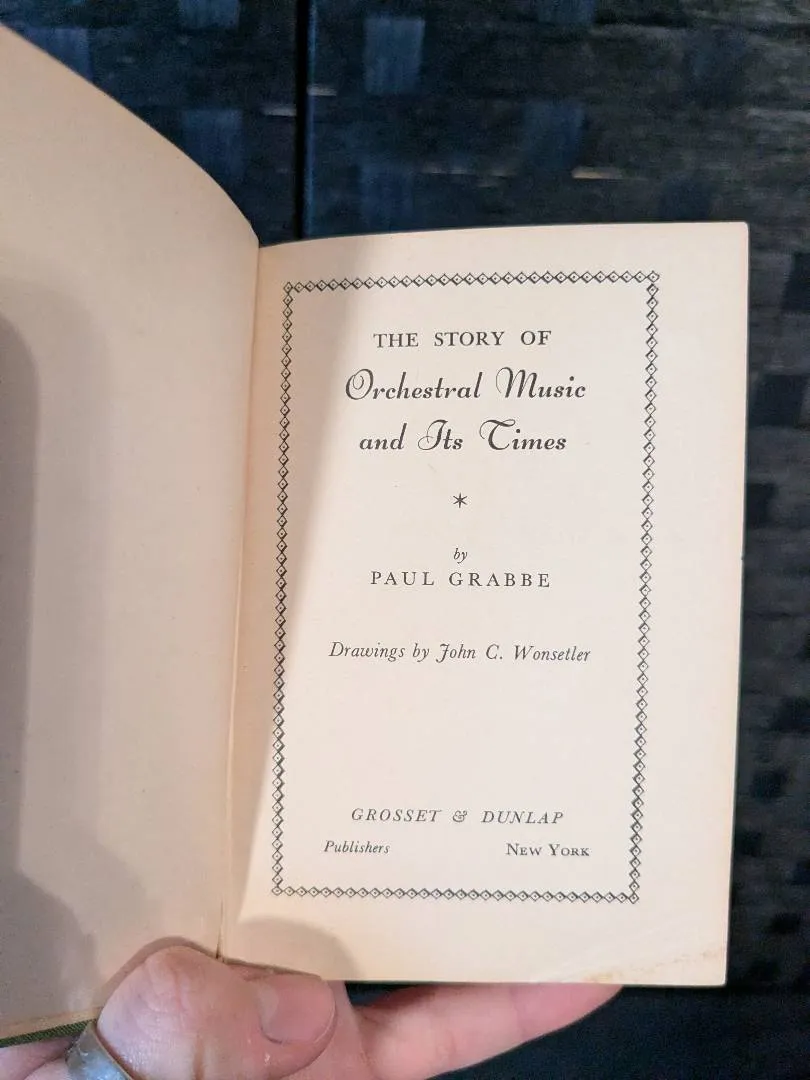 THE STORY OF
Orchestral Music
and Its Times
*
by
PAUL GRABBE
Drawings by John C. Wonsetler
GROSSET & DUNLAP
Publishers NEW YORK